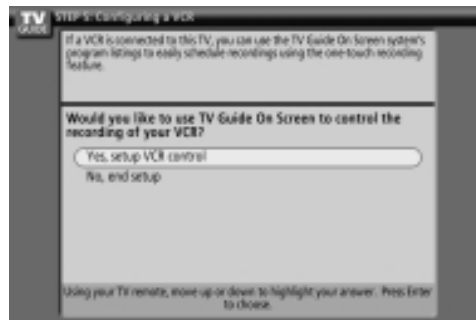 TV
GUIDE
STEP 5: Configuring a VCR
If a VCR is connected to this TV, you can use the TV Guide On Screen system's
program listings to easily schedule recordings using the one-touch recording
feature.
Would you like to use TV Guide On Screen to control the
recording of your VCR?
Yes, setup VCR control
No, end setup
Using your TV remote, move up or down to highlight your answer. Press Enter
to choose.